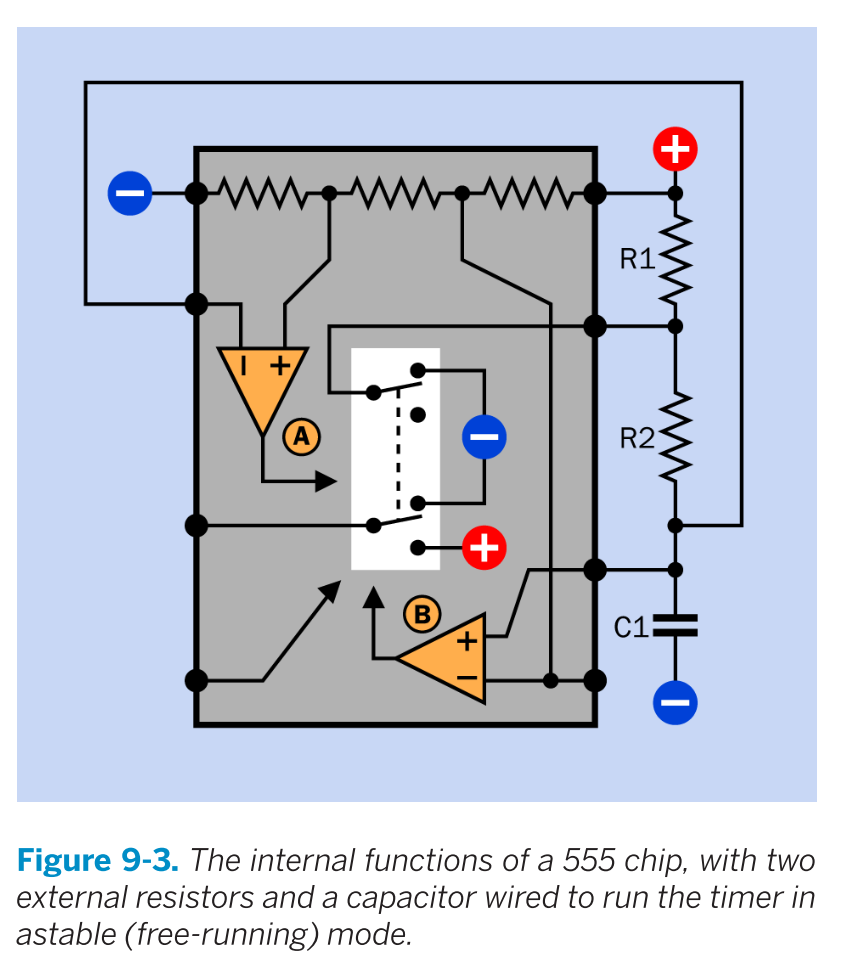 R1
+
A
R2
B
+
C1
Figure 9-3. The internal functions of a 555 chip, with two
external resistors and a capacitor wired to run the timer in
astable (free-running) mode.